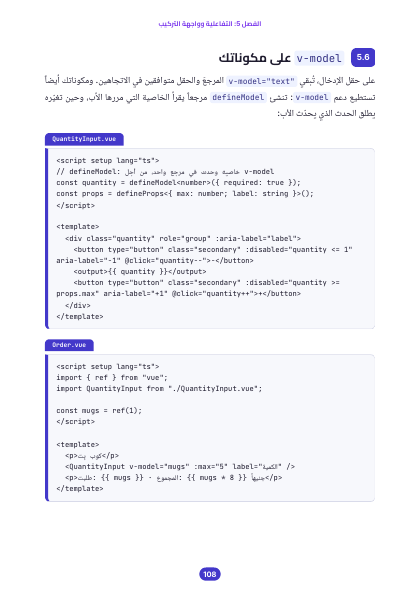 الفصل 5: التفاعلية وواجهة التركيب
5.6 v-model على مكوناتك
على حقل الإدخال، تُبقي v-model="text" المرجعَ والحقل متوافقين في الاتجاهين. ومكوناتك أيضاً
تستطيع دعم v-model: تنشئ defineModel مرجعاً يقرأ الخاصية التي مررها الأب، وحين تغيّره
يطلق الحدث الذي يحدّث الأب:
QuantityInput.vue
<script setup lang="ts">
// defineModel: خاصية وحدث في مرجع واحد، من أجل v-model
const quantity = defineModel<number>({ required: true });
const props = defineProps<{ max: number; label: string }>();
</script>
<template>
<div class="quantity" role="group" :aria-label="label">
<button type="button" class="secondary" :disabled="quantity <= 1"
aria-label="-1" @click="quantity--">-</button>
<output>{{ quantity }}</output>
<button type="button" class="secondary" :disabled="quantity >=
props.max" aria-label="+1" @click="quantity++">+</button>
</div>
</template>
Order.vue
<script setup lang="ts">
import { ref } from "vue";
import QuantityInput from "./QuantityInput.vue";
const mugs = ref(1);
</script>
<template>
<p>كوب بت</p>
<QuantityInput v-model="mugs" :max="5" label="الكمية" />
<p>طلبت: {{ mugs }} - المجموع: {{ mugs * 8 }} جنيهاً</p>
</template>
108